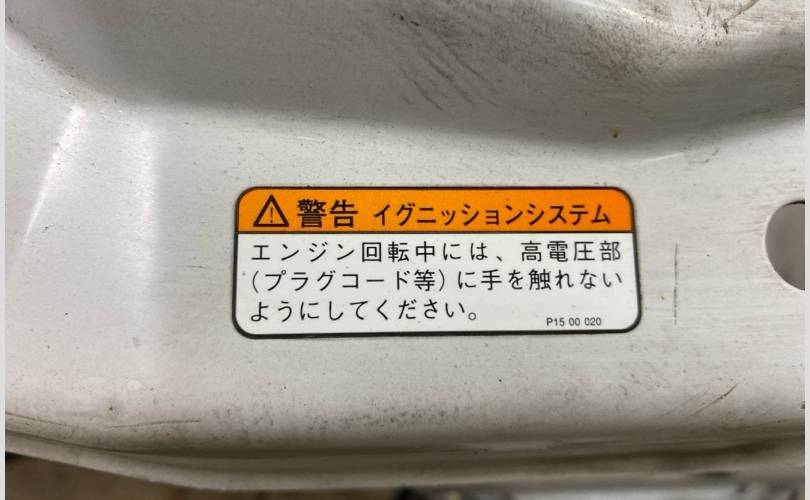 警告 イグニッションシステム
エンジン回転中には、高電圧部
（プラグコード等）に手を触れない
ようにしてください。
P15 00 020